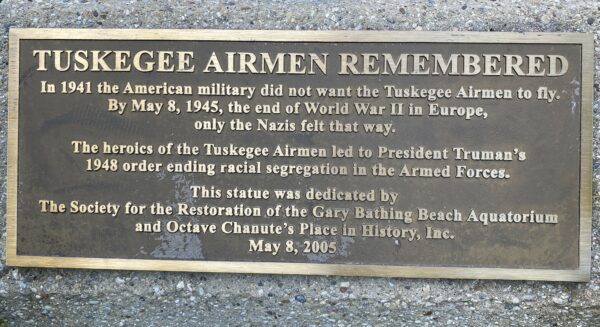 TUSKEGEE AIRMEN REMEMBERED
In 1941 the American military did not want the Tuskegee Airmen to fly.
By May 8, 1945, the end of World War II in Europe,
only the Nazis felt that way.
The heroics of the Tuskegee Airmen led to President Truman's
1948 order ending racial segregation in the Armed Forces.
This statue was dedicated by
The Society for the Restoration of the Gary Bathing Beach Aquatorium
and Octave Chanute's Place in History, Inc.
May 8, 2005